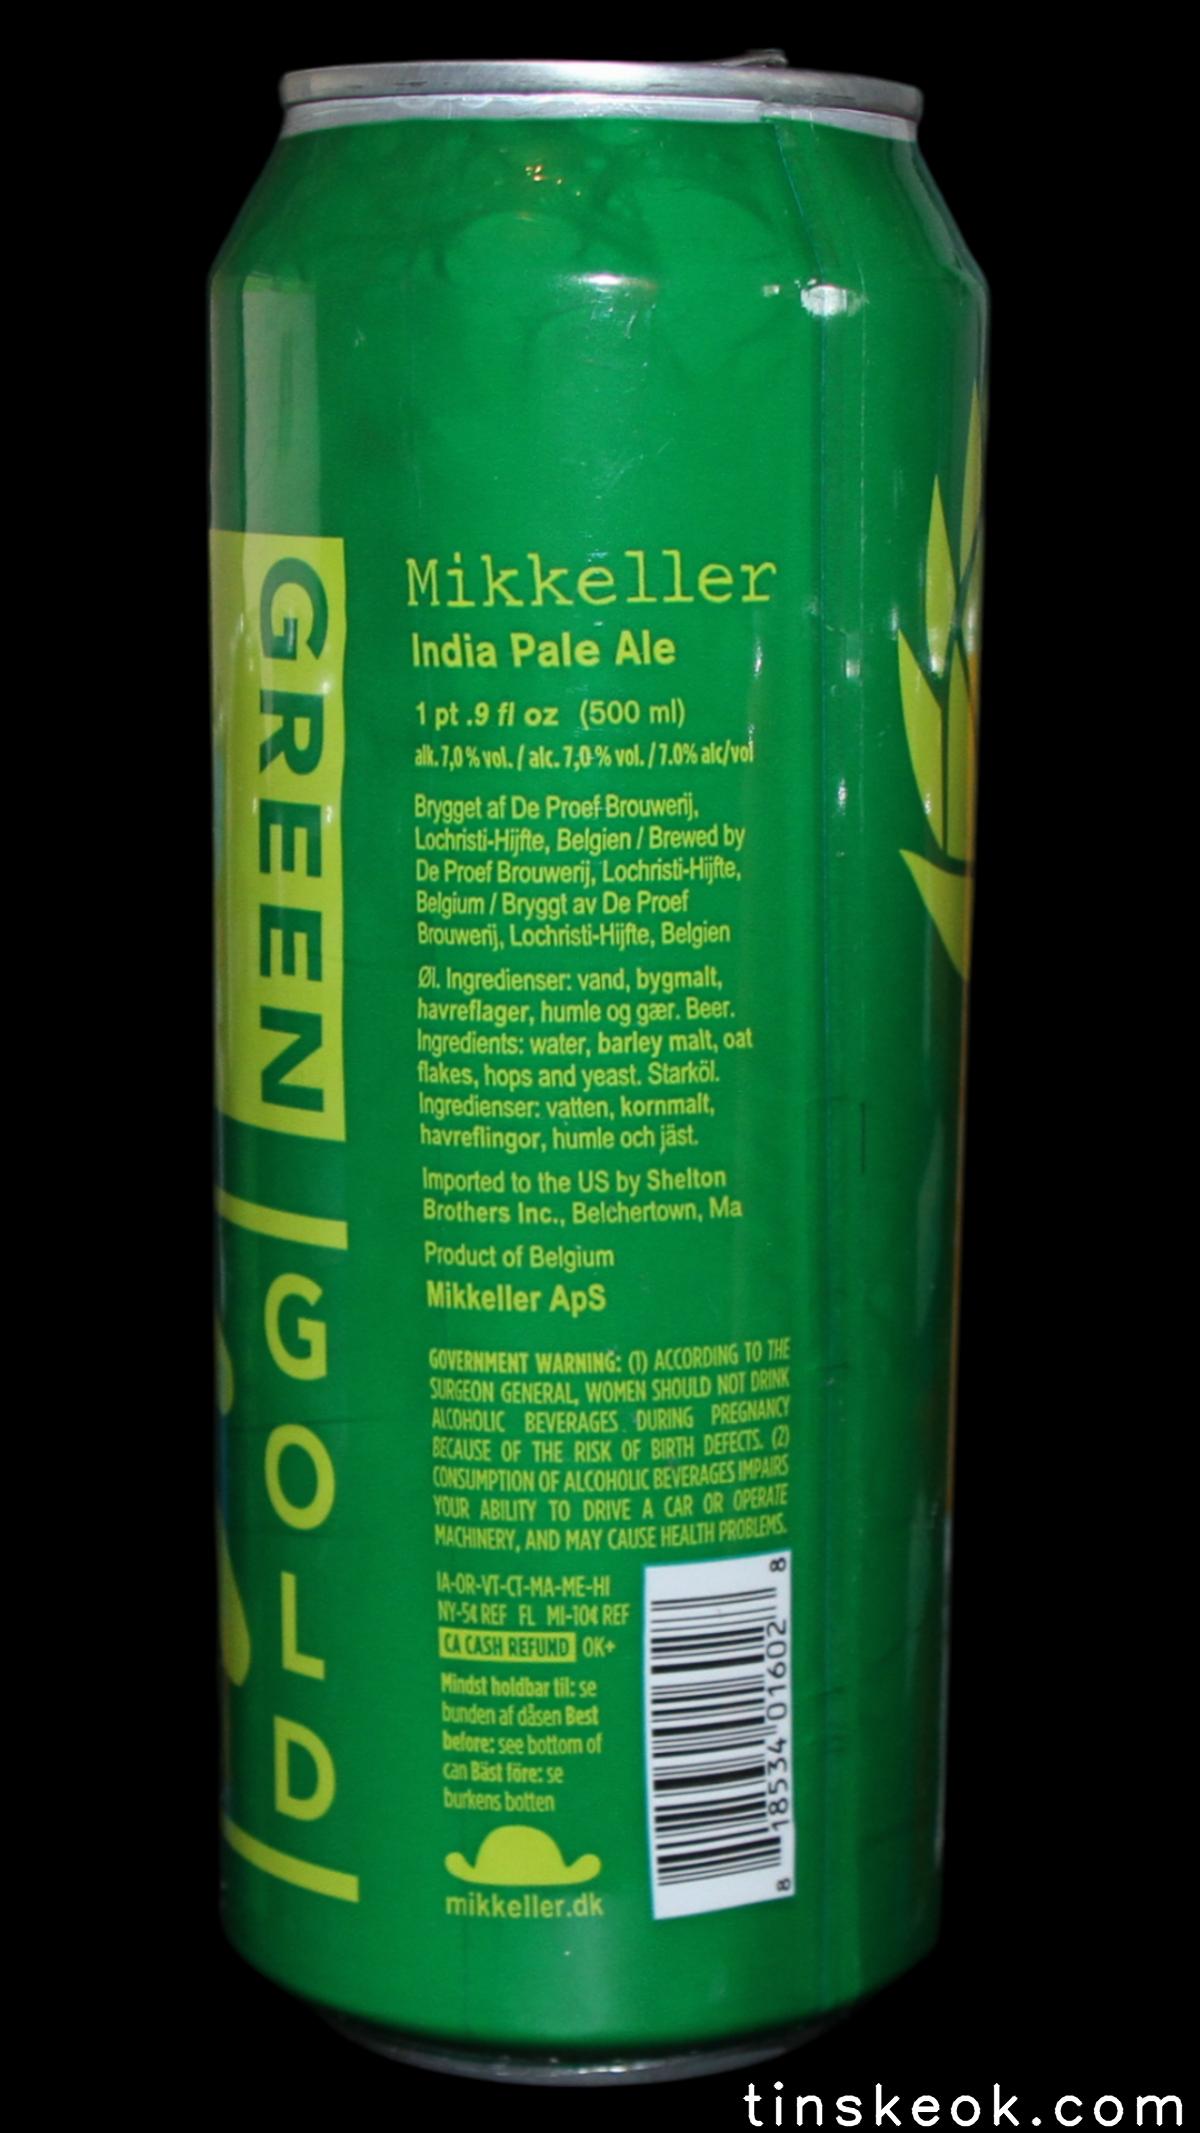 GREEN
GOLD
Mikkeller
India Pale Ale
1 pt .9 fl oz (500 ml)
alk. 7,0 % vol. / alc. 7,0 % vol. / 7.0% alc/vol
Brygget af De Proef Brouwerij,
Lochristi-Hijfte, Belgien / Brewed by
De Proef Brouwerij, Lochristi-Hijfte,
Belgium / Bryggt av De Proef
Brouwerij, Lochristi-Hijfte, Belgien
Øl. Ingredienser: vand, bygmalt,
havreflager, humle og gær. Beer.
Ingredients: water, barley malt, oat
flakes, hops and yeast. Starköl.
Ingredienser: vatten, kornmalt,
havreflingor, humle och jäst.
Imported to the US by Shelton
Brothers Inc., Belchertown, Ma
Product of Belgium
Mikkeller ApS
GOVERNMENT WARNING: (1) ACCORDING TO THE
SURGEON GENERAL, WOMEN SHOULD NOT DRINK
ALCOHOLIC BEVERAGES DURING PREGNANCY
BECAUSE OF THE RISK OF BIRTH DEFECTS. (2)
CONSUMPTION OF ALCOHOLIC BEVERAGES IMPAIRS
YOUR ABILITY TO DRIVE A CAR OR OPERATE
MACHINERY, AND MAY CAUSE HEALTH PROBLEMS.
IA-OR-VT-CT-MA-ME-HI
NY-5¢ REF FL MI-10¢ REF
CA CASH REFUND OK+
Mindst holdbar til: se
bunden af dåsen Best
before: see bottom of
can Bäst före: se
burkens botten
mikkeller.dk
8 18534 01602 8
tinskeok.com